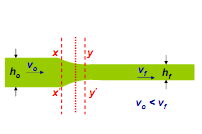 x y
v₀ v_f
h₀ h_f
x y'
v₀ < v_f